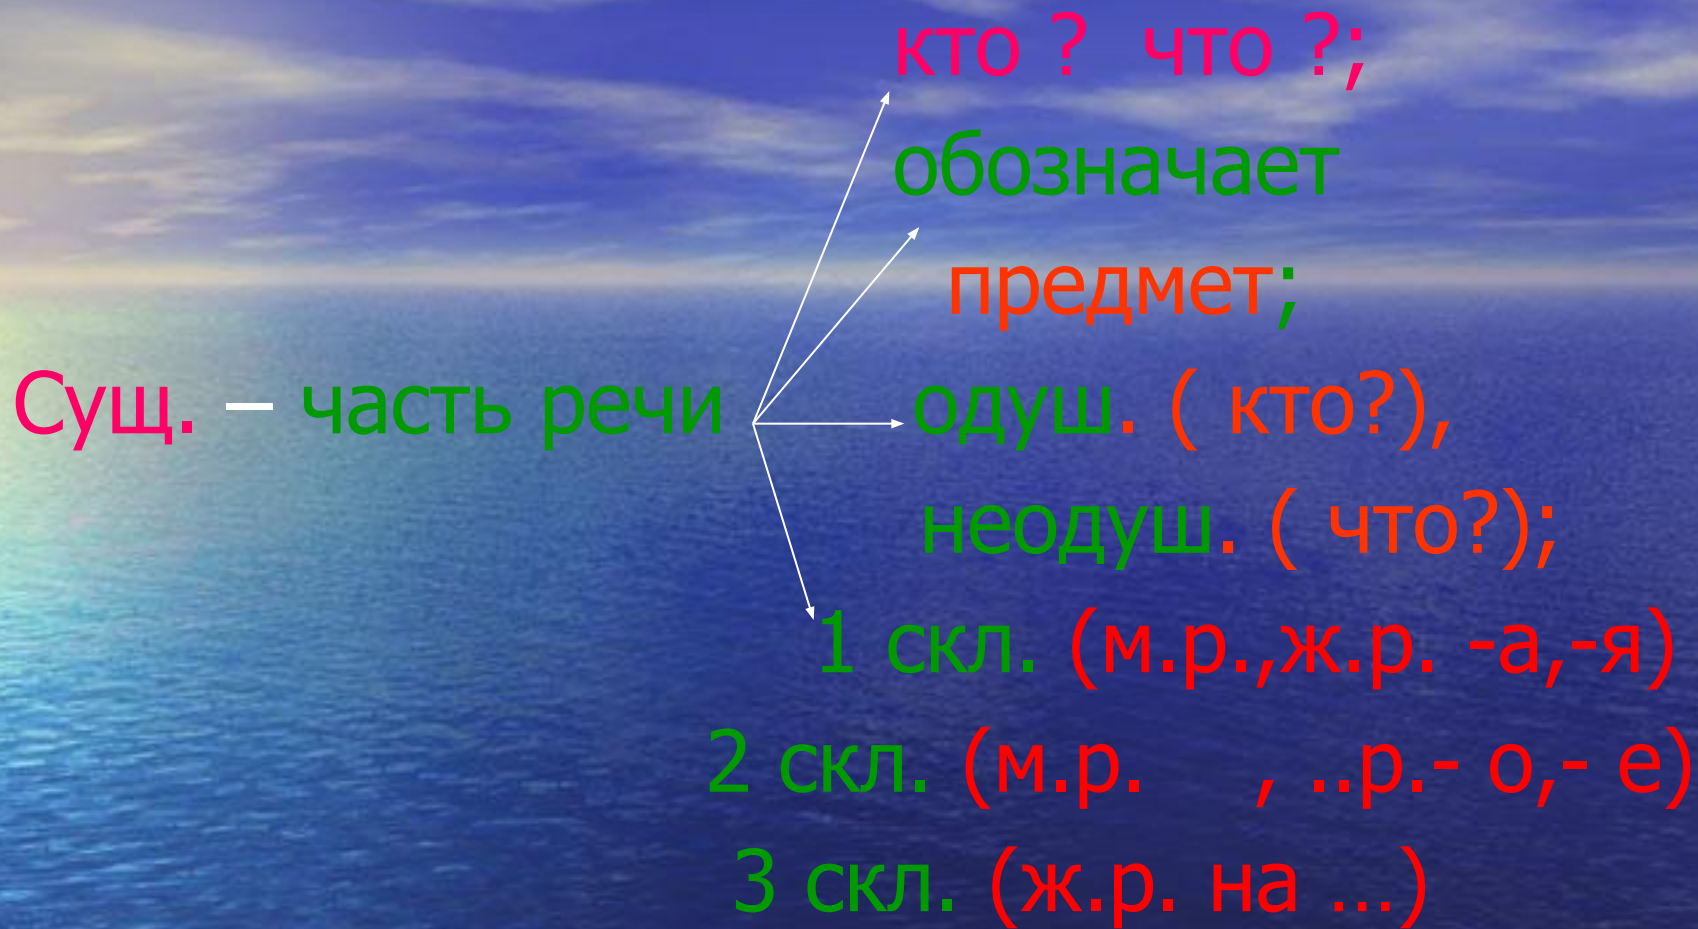 кто ? что ?;
обозначает
предмет;
Сущ. – часть речи одуш. ( кто?),
неодуш. ( что?);
1 скл. (м.р.,ж.р. -а,-я)
2 скл. (м.р. , ..р.- о,- е)
3 скл. (ж.р. на ...)